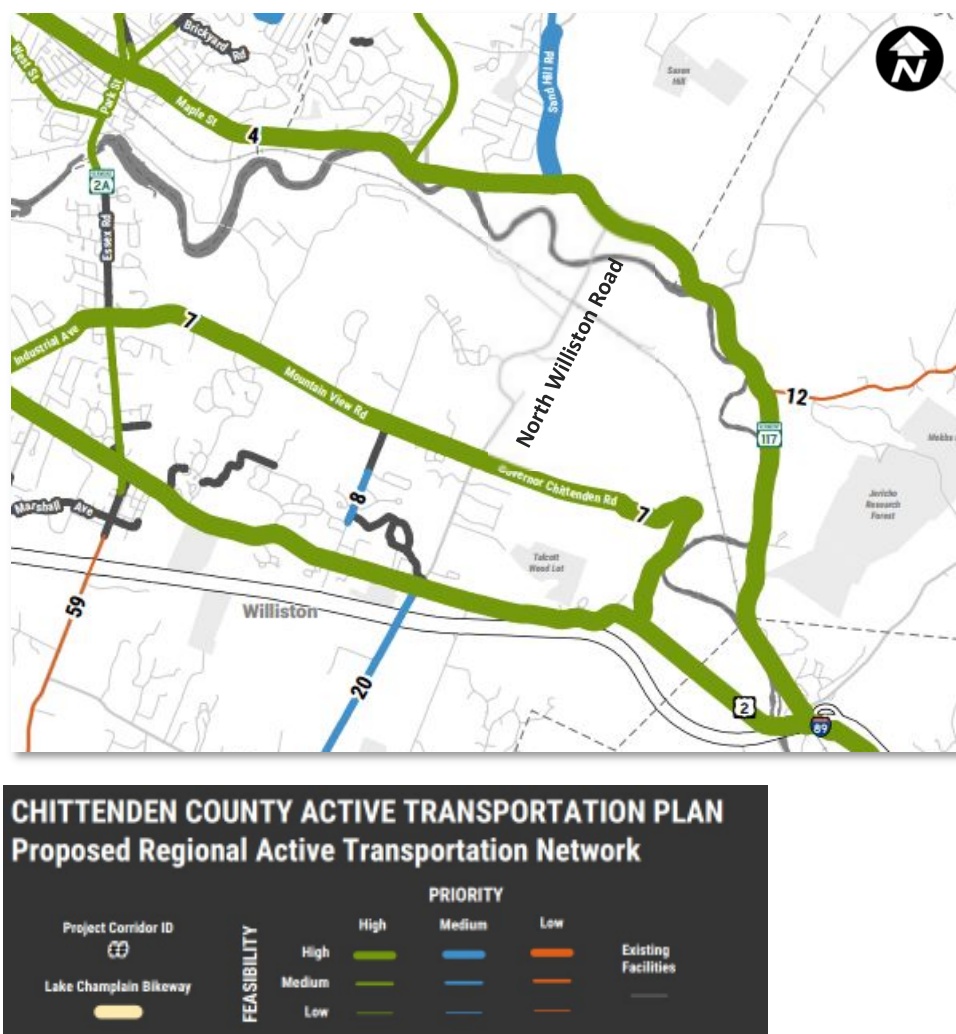 Brickyard
Rd
West St
Park St
Maple St
4
Sand Hill Rd
Saxon
Hill
N
2A
Essex Rd
North Williston Road
7
Industrial Ave
Mountain View Rd
12
117
Governor Chittenden Rd
7
8
Marshall Ave
Jericho
Research
Forest
Talcott
Wood Lot
59
Williston
20
2
89
CHITTENDEN COUNTY ACTIVE TRANSPORTATION PLAN
Proposed Regional Active Transportation Network
PRIORITY
Project Corridor ID
High Medium Low
FEASIBILITY
High
Existing
Facilities
Lake Champlain Bikeway
Medium
Low